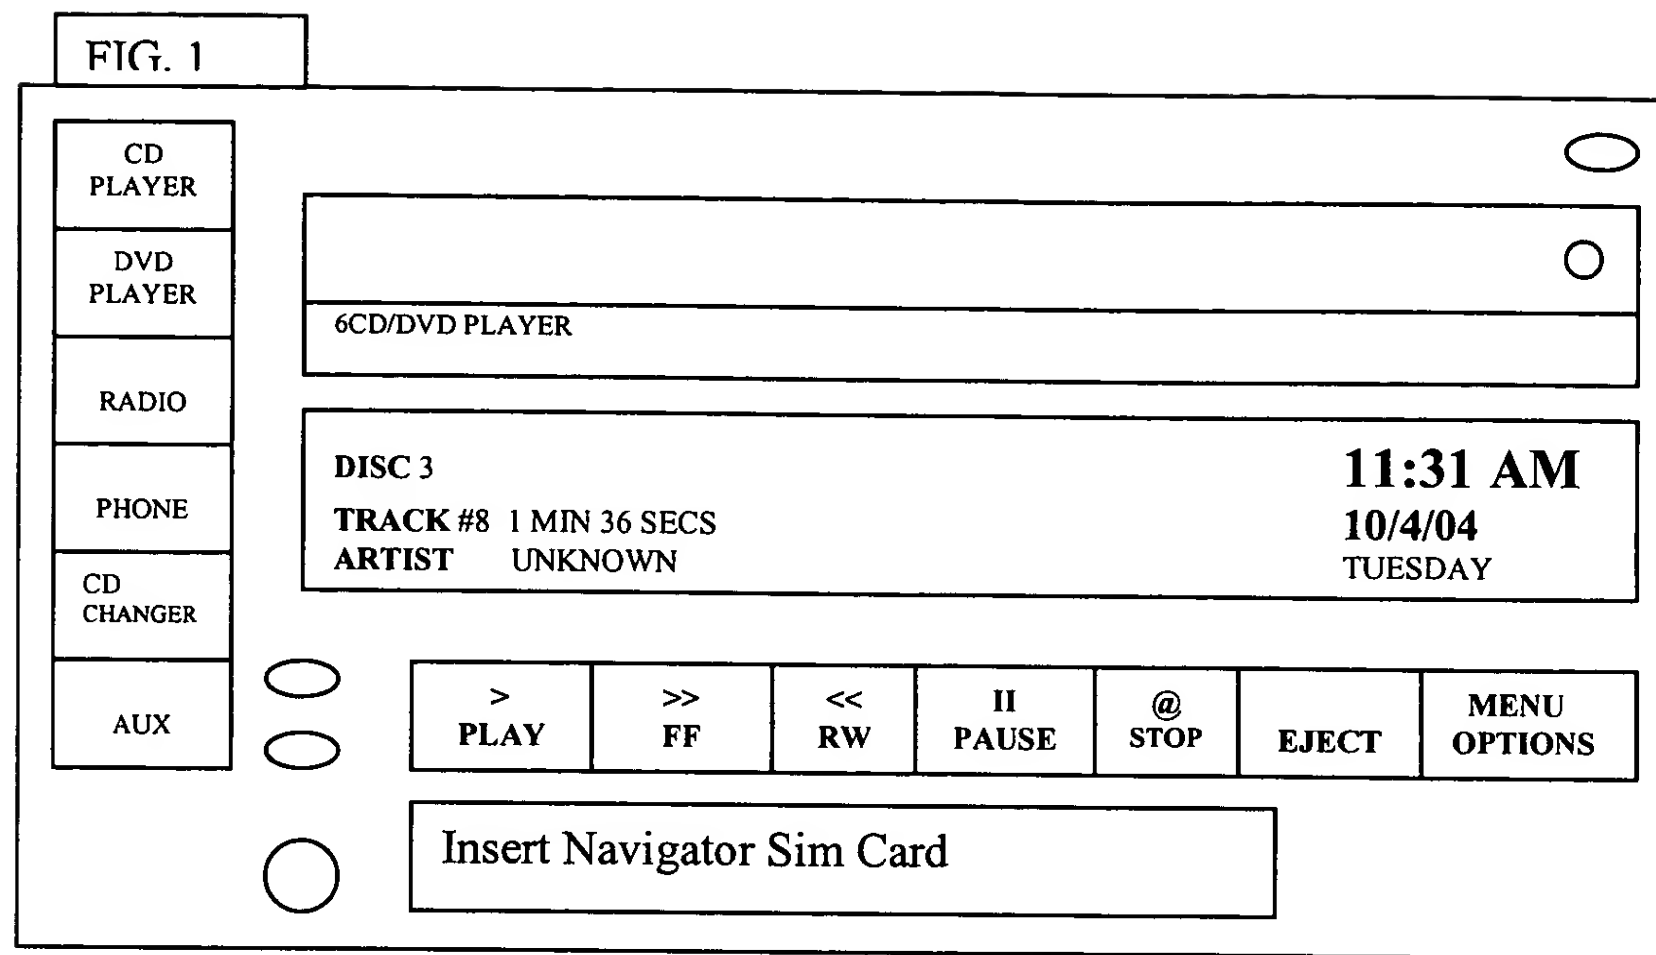 FIG. 1
CD
PLAYER
DVD
PLAYER
RADIO
PHONE
CD
CHANGER
AUX
6CD/DVD PLAYER
DISC 3
TRACK #8 1 MIN 36 SECS
ARTIST UNKNOWN
11:31 AM
10/4/04
TUESDAY
>
PLAY
>>
FF
<<
RW
II
PAUSE
@
STOP
EJECT
MENU
OPTIONS
Insert Navigator Sim Card